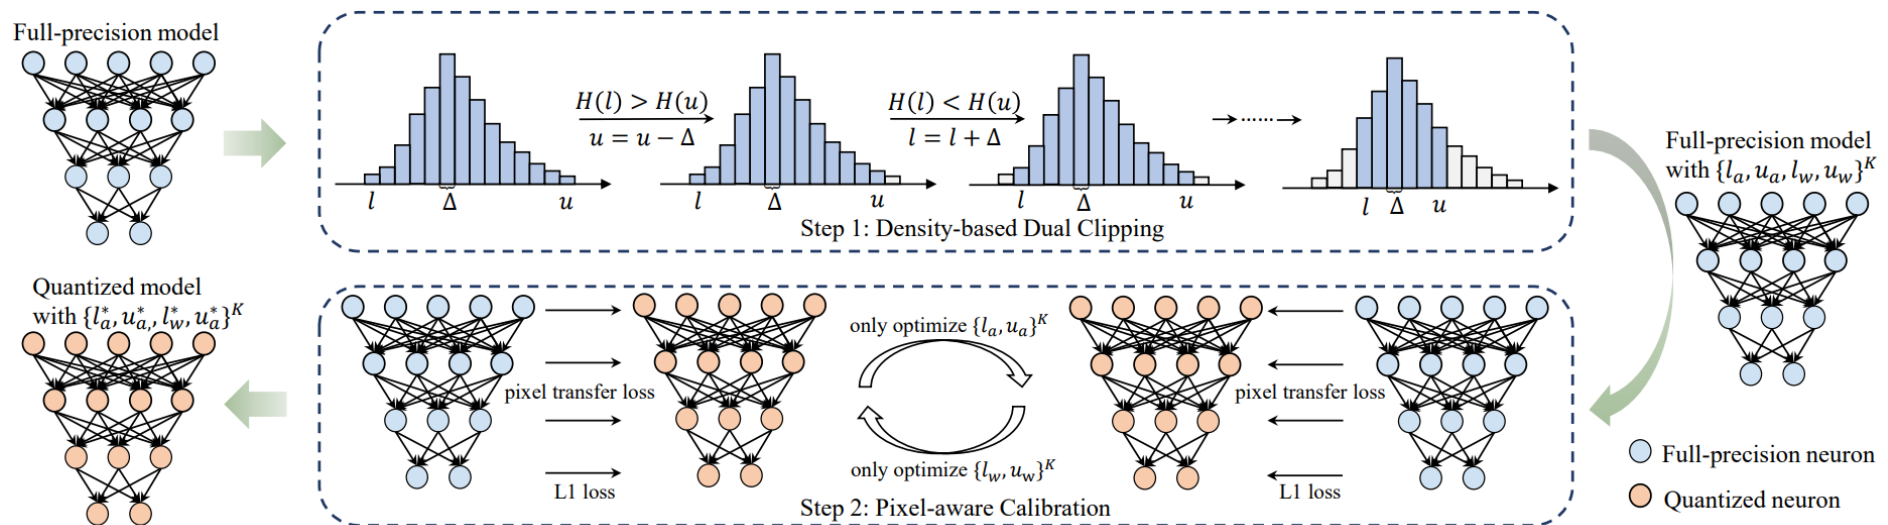 Full-precision model
H(l) > H(u)
u = u − Δ
H(l) < H(u)
l = l + Δ
→······→
l Δ u
l Δ u
l Δ u
l Δ u
Step 1: Density-based Dual Clipping
Full-precision model
with {l_a, u_a, l_w, u_w}^K
Quantized model
with {l_a^*, u_{a,}^*, l_w^*, u_a^*}^K
pixel transfer loss
L1 loss
only optimize {l_a, u_a}^K
only optimize {l_w, u_w}^K
pixel transfer loss
L1 loss
Step 2: Pixel-aware Calibration
Full-precision neuron
Quantized neuron